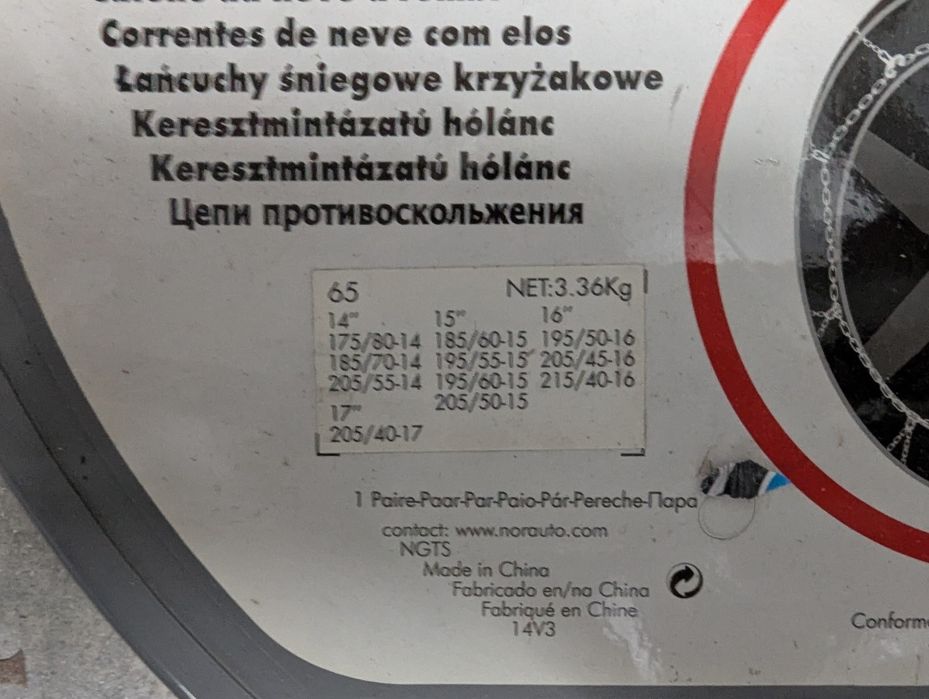 Correntes de neve com elos
Łańcuchy śniegowe krzyżakowe
Keresztmintázatú hólánc
Keresztmintázatú hólánc
Цепи противоскольжения
65 NET:3.36Kg
14" 15" 16"
175/80-14 185/60-15 195/50-16
185/70-14 195/55-15 205/45-16
205/55-14 195/60-15 215/40-16
17" 205/50-15
205/40-17
1 Paire-Paar-Par-Paio-Pár-Pereche-Пара
contact: www.norauto.com
NGTS
Made in China
Fabricado en/na China
Fabriqué en Chine
14V3